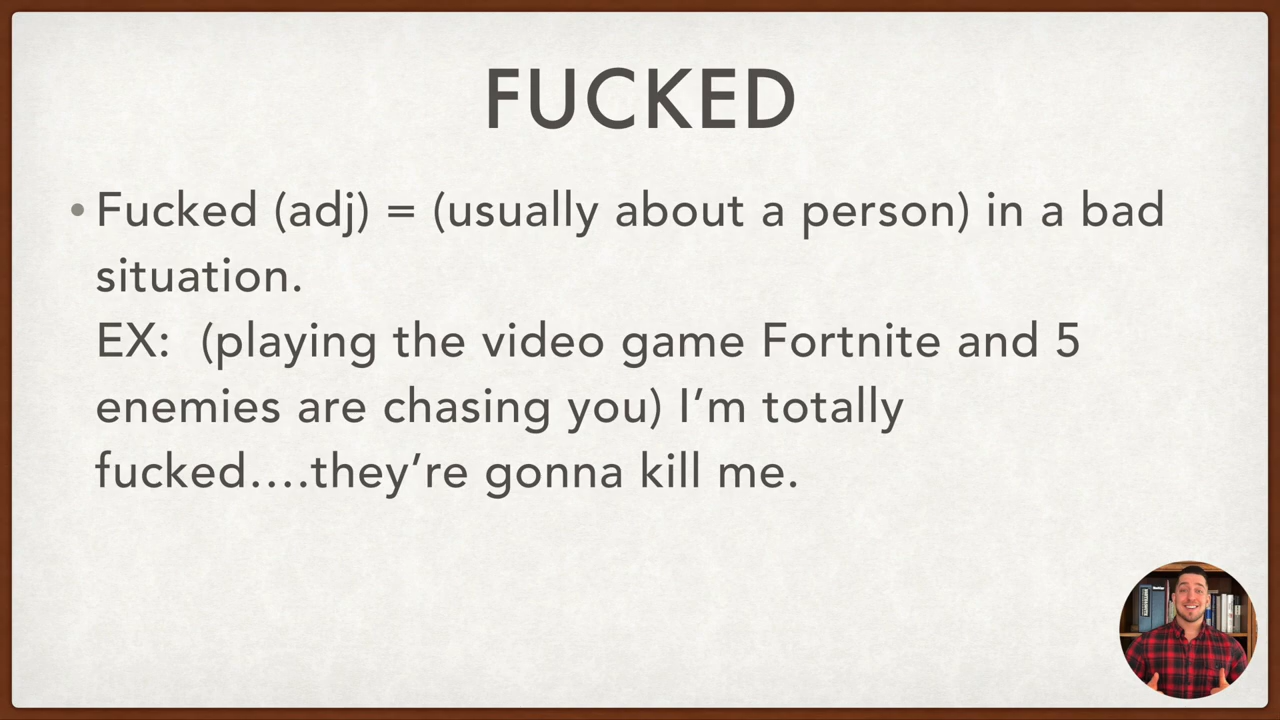 FUCKED
• Fucked (adj) = (usually about a person) in a bad
situation.
EX:  (playing the video game Fortnite and 5
enemies are chasing you) I’m totally
fucked….they’re gonna kill me.